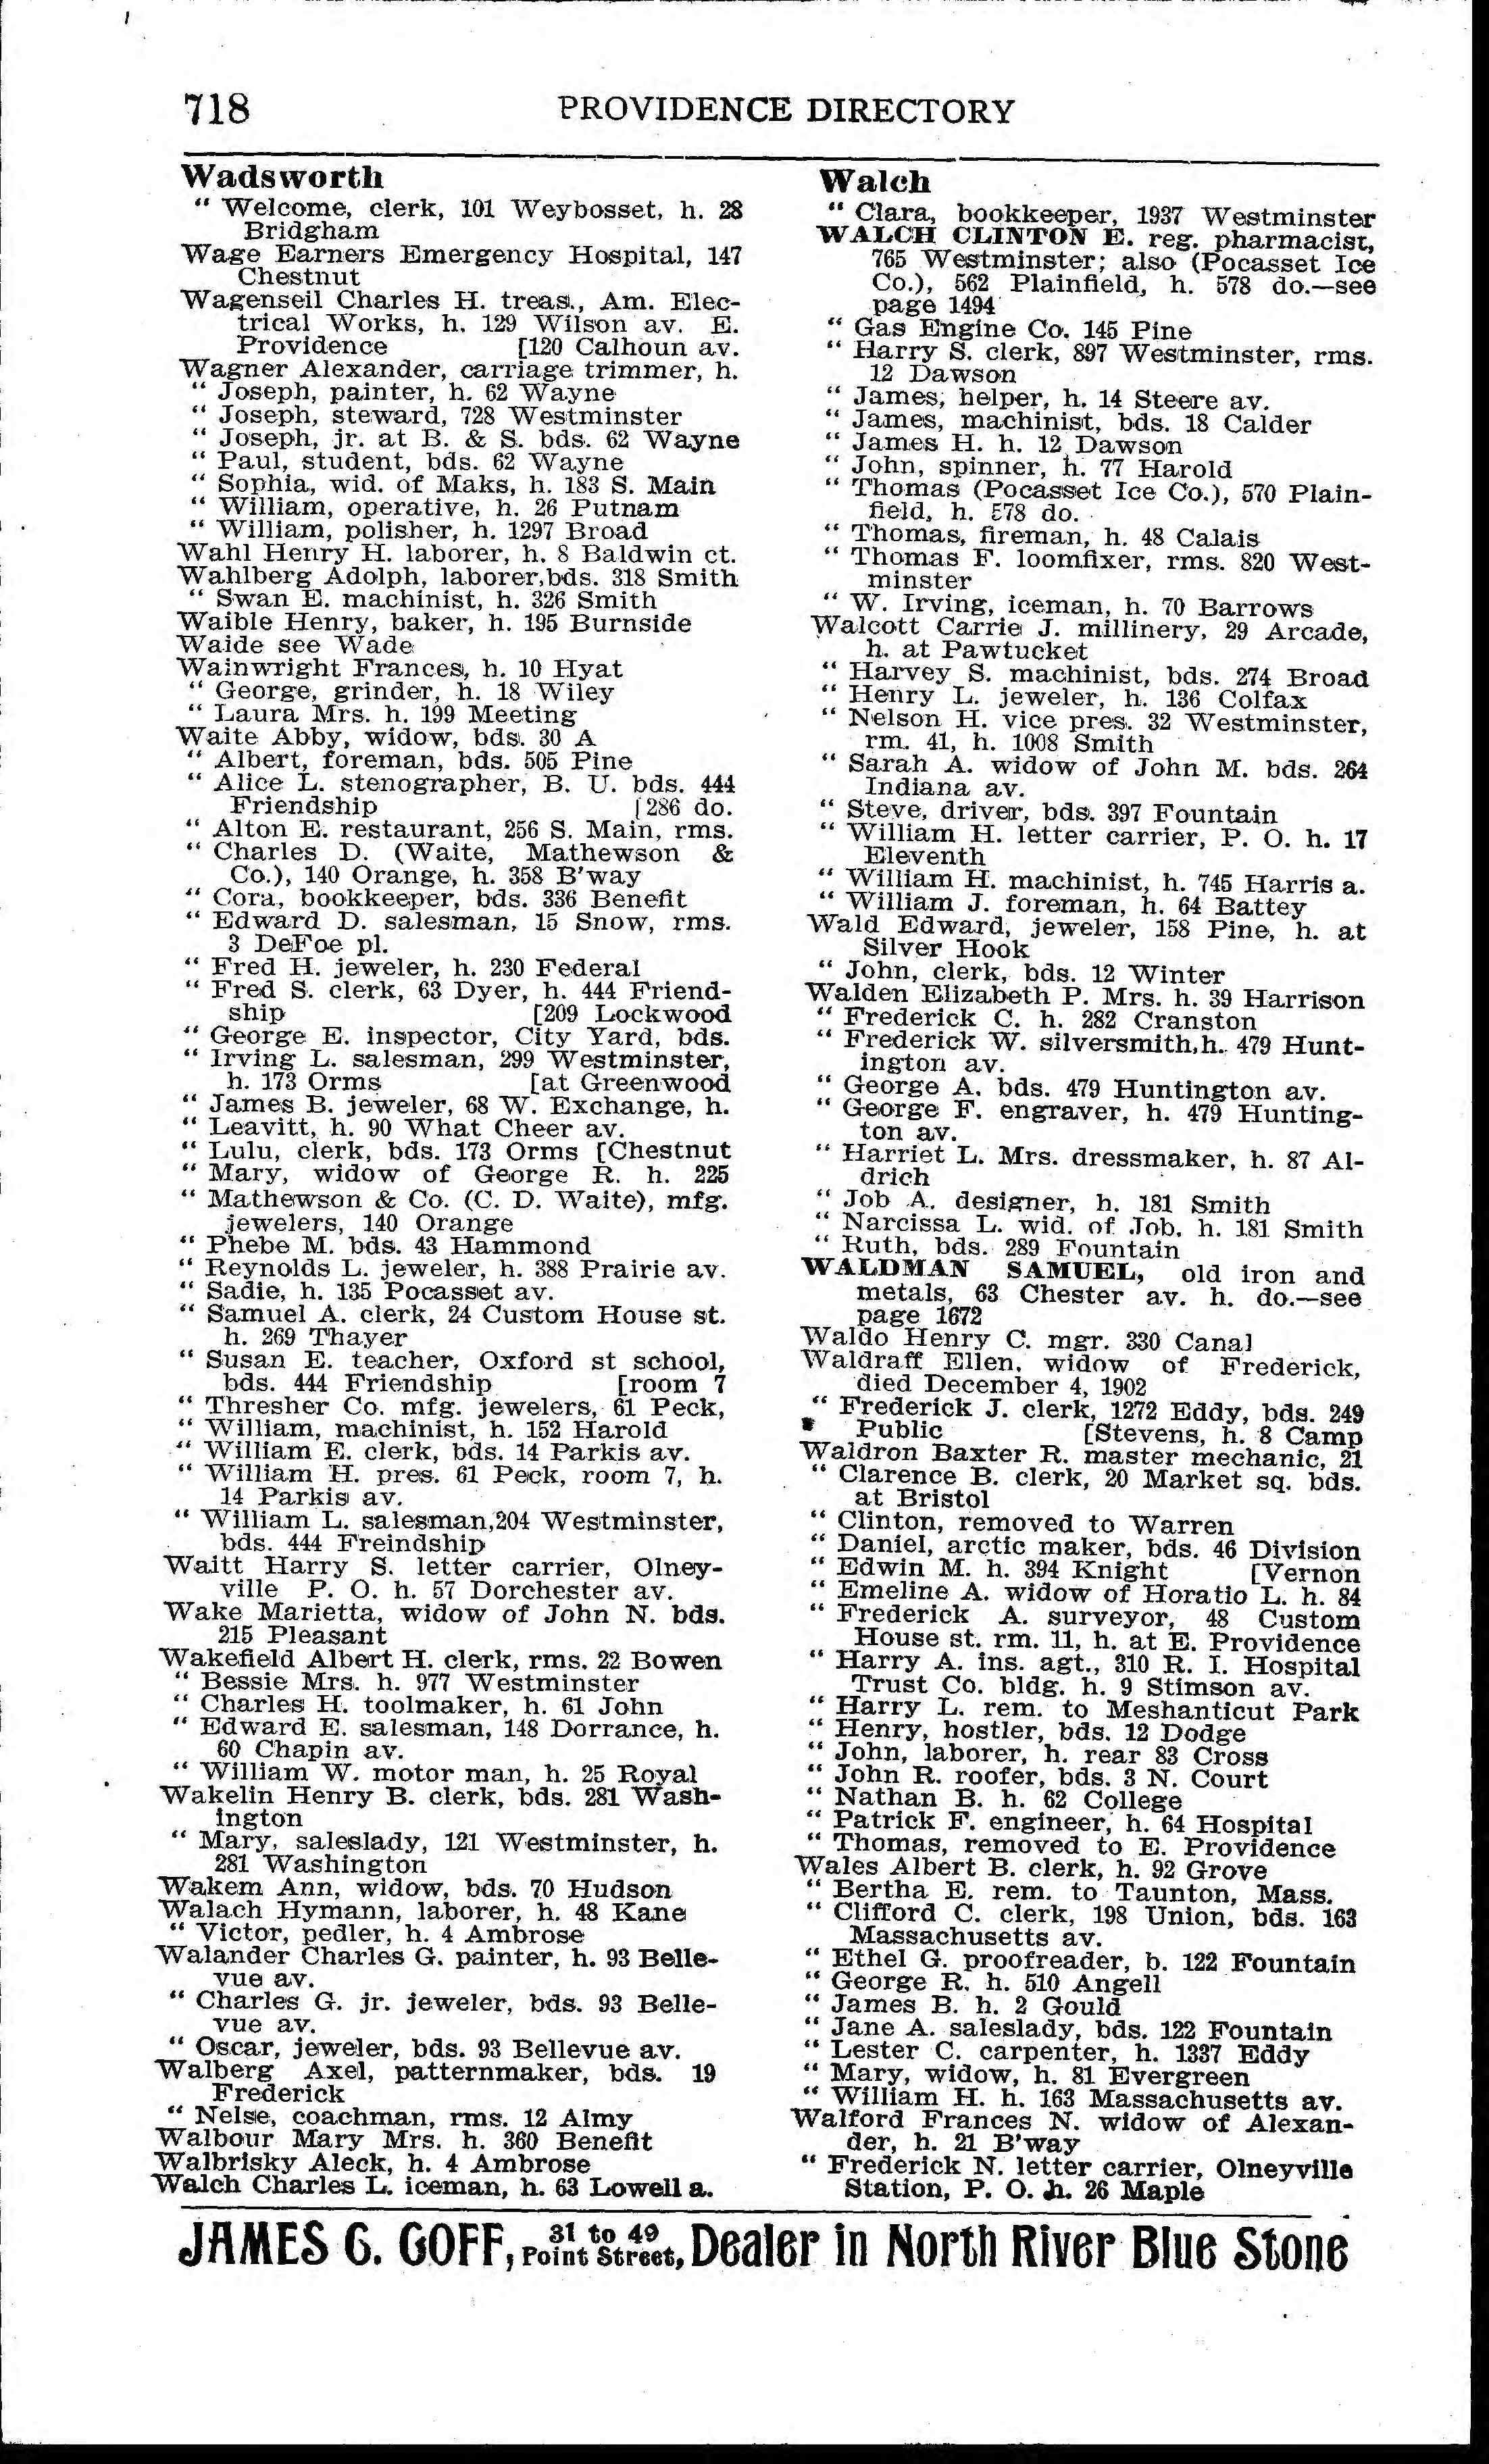 718 PROVIDENCE DIRECTORY
Wadsworth
“ Welcome, clerk, 101 Weybosset, h. 28
Bridgham
Wage Earners Emergency Hospital, 147
Chestnut
Wagenseil Charles H. treas., Am. Elec-
trical Works, h. 129 Wilson av. E.
Providence [120 Calhoun av.
Wagner Alexander, carriage trimmer, h.
“ Joseph, painter, h. 62 Wayne
“ Joseph, steward, 728 Westminster
“ Joseph, jr. at B. & S. bds. 62 Wayne
“ Paul, student, bds. 62 Wayne
“ Sophia, wid. of Maks, h. 183 S. Main
“ William, operative, h. 26 Putnam
“ William, polisher, h. 1297 Broad
Wahl Henry H. laborer, h. 8 Baldwin ct.
Wahlberg Adolph, laborer,bds. 318 Smith
“ Swan E. machinist, h. 326 Smith
Waible Henry, baker, h. 195 Burnside
Waide see Wade
Wainwright Frances, h. 10 Hyat
“ George, grinder, h. 18 Wiley
“ Laura Mrs. h. 199 Meeting
Waite Abby, widow, bds. 30 A
“ Albert, foreman, bds. 505 Pine
“ Alice L. stenographer, B. U. bds. 444
Friendship [286 do.
“ Alton E. restaurant, 256 S. Main, rms.
“ Charles D. (Waite, Mathewson &
Co.), 140 Orange, h. 358 B'way
“ Cora, bookkeeper, bds. 336 Benefit
“ Edward D. salesman, 15 Snow, rms.
3 DeFoe pl.
“ Fred H. jeweler, h. 230 Federal
“ Fred S. clerk, 63 Dyer, h. 444 Friend-
ship [209 Lockwood
“ George E. inspector, City Yard, bds.
“ Irving L. salesman, 299 Westminster,
h. 173 Orms [at Greenwood
“ James B. jeweler, 68 W. Exchange, h.
“ Leavitt, h. 90 What Cheer av.
“ Lulu, clerk, bds. 173 Orms [Chestnut
“ Mary, widow of George R. h. 225
“ Mathewson & Co. (C. D. Waite), mfg.
jewelers, 140 Orange
“ Phebe M. bds. 43 Hammond
“ Reynolds L. jeweler, h. 388 Prairie av.
“ Sadie, h. 135 Pocasset av.
“ Samuel A. clerk, 24 Custom House st.
h. 269 Thayer
“ Susan E. teacher, Oxford st school,
bds. 444 Friendship [room 7
“ Thresher Co. mfg. jewelers, 61 Peck,
“ William, machinist, h. 152 Harold
“ William E. clerk, bds. 14 Parkis av.
“ William H. pres. 61 Peck, room 7, h.
14 Parkis av.
“ William L. salesman,204 Westminster,
bds. 444 Freindship
Waitt Harry S. letter carrier, Olney-
ville P. O. h. 57 Dorchester av.
Wake Marietta, widow of John N. bds.
215 Pleasant
Wakefield Albert H. clerk, rms. 22 Bowen
“ Bessie Mrs. h. 977 Westminster
“ Charles H. toolmaker, h. 61 John
“ Edward E. salesman, 148 Dorrance, h.
60 Chapin av.
“ William W. motor man, h. 25 Royal
Wakelin Henry B. clerk, bds. 281 Wash-
ington
“ Mary, saleslady, 121 Westminster, h.
281 Washington
Wakem Ann, widow, bds. 70 Hudson
Walach Hymann, laborer, h. 48 Kane
“ Victor, pedler, h. 4 Ambrose
Walander Charles G. painter, h. 93 Belle-
vue av.
“ Charles G. jr. jeweler, bds. 93 Belle-
vue av.
“ Oscar, jeweler, bds. 93 Bellevue av.
Walberg Axel, patternmaker, bds. 19
Frederick
“ Nelsie, coachman, rms. 12 Almy
Walbour Mary Mrs. h. 360 Benefit
Walbrisky Aleck, h. 4 Ambrose
Walch Charles L. iceman, h. 63 Lowell a.
Walch
“ Clara, bookkeeper, 1937 Westminster
WALCH CLINTON E. reg. pharmacist,
765 Westminster; also (Pocasset Ice
Co.), 562 Plainfield, h. 578 do.—see
page 1494
“ Gas Engine Co. 145 Pine
“ Harry S. clerk, 897 Westminster, rms.
12 Dawson
“ James, helper, h. 14 Steere av.
“ James, machinist, bds. 18 Calder
“ James H. h. 12 Dawson
“ John, spinner, h. 77 Harold
“ Thomas (Pocasset Ice Co.), 570 Plain-
field, h. 578 do.
“ Thomas, fireman, h. 48 Calais
“ Thomas F. loomfixer, rms. 820 West-
minster
“ W. Irving, iceman, h. 70 Barrows
Walcott Carrie J. millinery, 29 Arcade,
h. at Pawtucket
“ Harvey S. machinist, bds. 274 Broad
“ Henry L. jeweler, h. 136 Colfax
“ Nelson H. vice pres. 32 Westminster,
rm. 41, h. 1008 Smith
“ Sarah A. widow of John M. bds. 264
Indiana av.
“ Steve, driver, bds. 397 Fountain
“ William H. letter carrier, P. O. h. 17
Eleventh
“ William H. machinist, h. 745 Harris a.
“ William J. foreman, h. 64 Battey
Wald Edward, jeweler, 158 Pine, h. at
Silver Hook
“ John, clerk, bds. 12 Winter
Walden Elizabeth P. Mrs. h. 39 Harrison
“ Frederick C. h. 282 Cranston
“ Frederick W. silversmith,h. 479 Hunt-
ington av.
“ George A. bds. 479 Huntington av.
“ George F. engraver, h. 479 Hunting-
ton av.
“ Harriet L. Mrs. dressmaker, h. 87 Al-
drich
“ Job A. designer, h. 181 Smith
“ Narcissa L. wid. of Job, h. 181 Smith
“ Ruth, bds. 289 Fountain
WALDMAN SAMUEL, old iron and
metals, 63 Chester av. h. do.—see
page 1672
Waldo Henry C. mgr. 330 Canal
Waldraff Ellen, widow of Frederick,
died December 4, 1902
“ Frederick J. clerk, 1272 Eddy, bds. 249
Public [Stevens, h. 8 Camp
Waldron Baxter R. master mechanic, 21
“ Clarence B. clerk, 20 Market sq. bds.
at Bristol
“ Clinton, removed to Warren
“ Daniel, arctic maker, bds. 46 Division
“ Edwin M. h. 394 Knight [Vernon
“ Emeline A. widow of Horatio L. h. 84
“ Frederick A. surveyor, 48 Custom
House st. rm. 11, h. at E. Providence
“ Harry A. ins. agt., 310 R. I. Hospital
Trust Co. bldg. h. 9 Stimson av.
“ Harry L. rem. to Meshanticut Park
“ Henry, hostler, bds. 12 Dodge
“ John, laborer, h. rear 83 Cross
“ John R. roofer, bds. 3 N. Court
“ Nathan B. h. 62 College
“ Patrick F. engineer, h. 64 Hospital
“ Thomas, removed to E. Providence
Wales Albert B. clerk, h. 92 Grove
“ Bertha E. rem. to Taunton, Mass.
“ Clifford C. clerk, 198 Union, bds. 163
Massachusetts av.
“ Ethel G. proofreader, b. 122 Fountain
“ George R. h. 510 Angell
“ James B. h. 2 Gould
“ Jane A. saleslady, bds. 122 Fountain
“ Lester C. carpenter, h. 1337 Eddy
“ Mary, widow, h. 81 Evergreen
“ William H. h. 163 Massachusetts av.
Walford Frances N. widow of Alexan-
der, h. 21 B'way
“ Frederick N. letter carrier, Olneyville
Station, P. O. h. 26 Maple
JAMES G. GOFF, 31 to 49 Point Street, Dealer in North River Blue Stone